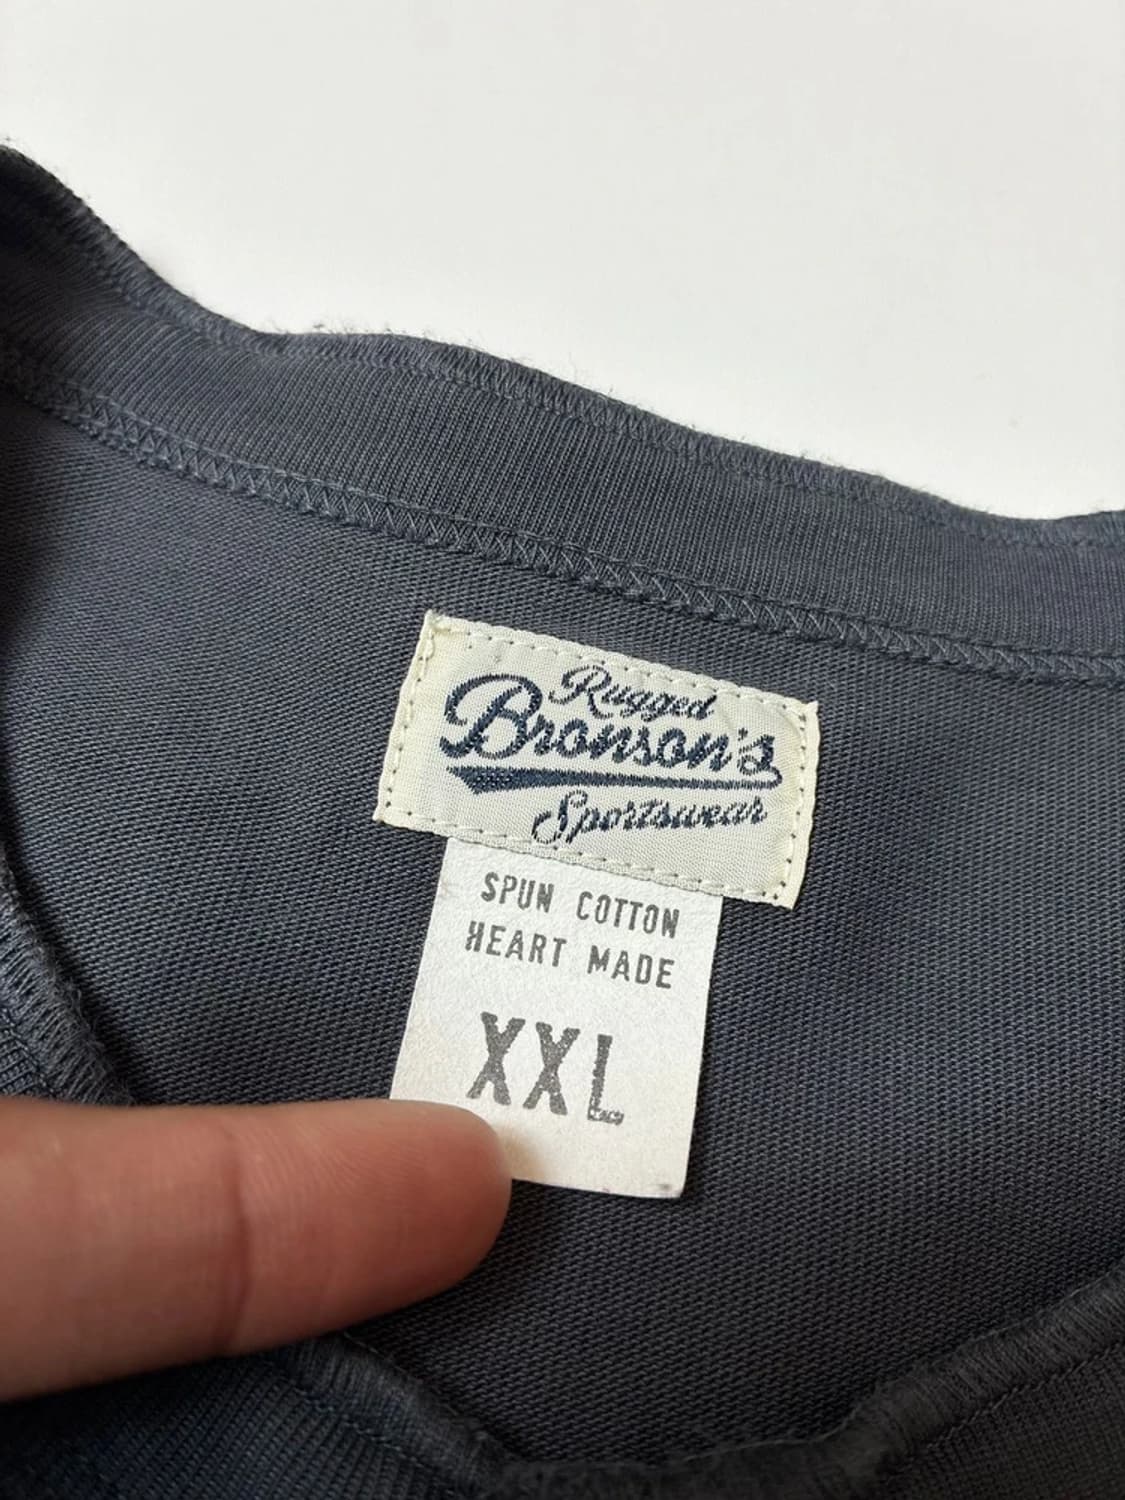 Rugged
Bronson's
Sportswear
SPUN COTTON
HEART MADE
XXL